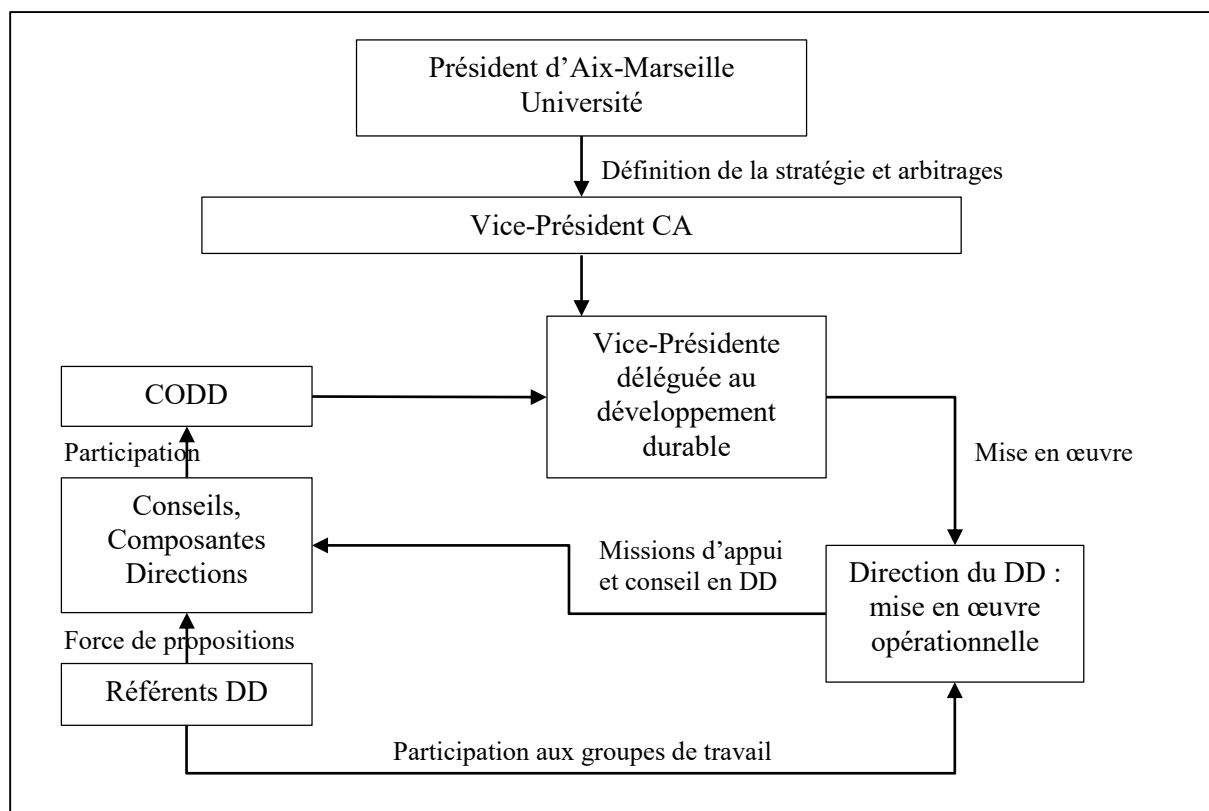 Président d’Aix-Marseille
Université
Définition de la stratégie et arbitrages
Vice-Président CA
Vice-Présidente
déléguée au
développement
durable
CODD
Participation
Mise en œuvre
Conseils,
Composantes
Directions
Missions d’appui
et conseil en DD
Direction du DD :
mise en œuvre
opérationnelle
Force de propositions
Référents DD
Participation aux groupes de travail